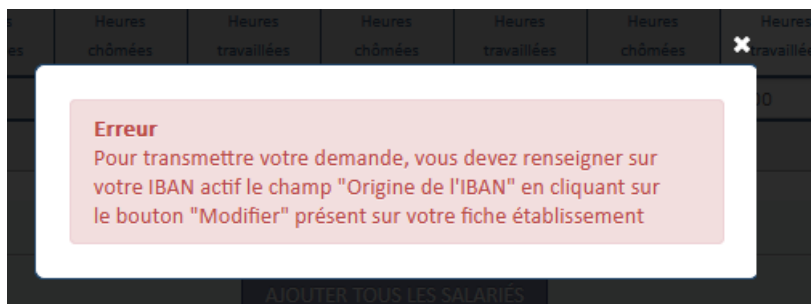 Heures Heures Heures Heures Heures Heures
chômées travaillées chômées travaillées chômées
Erreur
Pour transmettre votre demande, vous devez renseigner sur
votre IBAN actif le champ "Origine de l'IBAN" en cliquant sur
le bouton "Modifier" présent sur votre fiche établissement
AJOUTER TOUS LES SALARIÉS